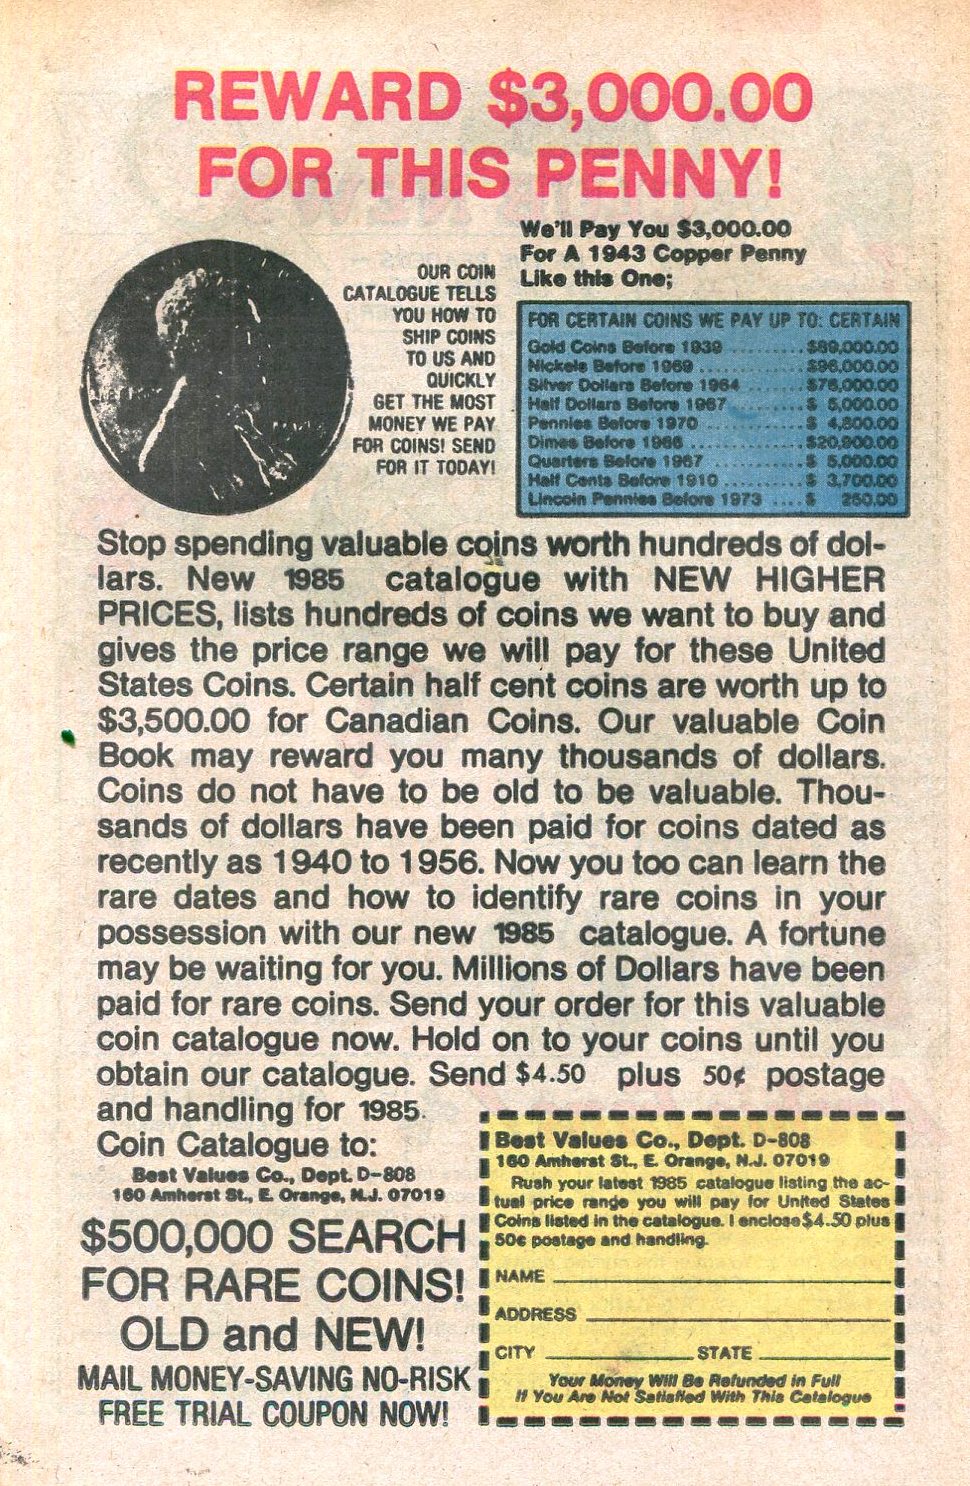 REWARD $3,000.00
FOR THIS PENNY!
We'll Pay You $3,000.00
For A 1943 Copper Penny
Like this One;
OUR COIN
CATALOGUE TELLS
YOU HOW TO
SHIP COINS
TO US AND
QUICKLY
GET THE MOST
MONEY WE PAY
FOR COINS! SEND
FOR IT TODAY!
FOR CERTAIN COINS WE PAY UP TO: CERTAIN
Gold Coins Before 1939 .......... $89,000.00
Nickels Before 1969 ............. $96,000.00
Silver Dollars Before 1964 ...... $76,000.00
Half Dollars Before 1967 ........ $ 5,000.00
Pennies Before 1970 ............. $ 4,800.00
Dimes Before 1966 ............... $20,900.00
Quarters Before 1967 ............ $ 5,000.00
Half Cents Before 1910 .......... $ 3,700.00
Lincoln Pennies Before 1973 .... $ 250.00
Stop spending valuable coins worth hundreds of dol-
lars. New 1985 catalogue with NEW HIGHER
PRICES, lists hundreds of coins we want to buy and
gives the price range we will pay for these United
States Coins. Certain half cent coins are worth up to
$3,500.00 for Canadian Coins. Our valuable Coin
Book may reward you many thousands of dollars.
Coins do not have to be old to be valuable. Thou-
sands of dollars have been paid for coins dated as
recently as 1940 to 1956. Now you too can learn the
rare dates and how to identify rare coins in your
possession with our new 1985 catalogue. A fortune
may be waiting for you. Millions of Dollars have been
paid for rare coins. Send your order for this valuable
coin catalogue now. Hold on to your coins until you
obtain our catalogue. Send $4.50 plus 50¢ postage
and handling for 1985.
Coin Catalogue to:
Best Values Co., Dept. D-808
160 Amherst St., E. Orange, N.J. 07019
$500,000 SEARCH
FOR RARE COINS!
OLD and NEW!
MAIL MONEY-SAVING NO-RISK
FREE TRIAL COUPON NOW!
Best Values Co., Dept. D-808
160 Amherst St., E. Orange, N.J. 07019
Rush your latest 1985 catalogue listing the ac-
tual price range you will pay for United States
Coins listed in the catalogue. I enclose $4.50 plus
50¢ postage and handling.
NAME
ADDRESS
CITY STATE
Your Money Will Be Refunded in Full
If You Are Not Satisfied With This Catalogue